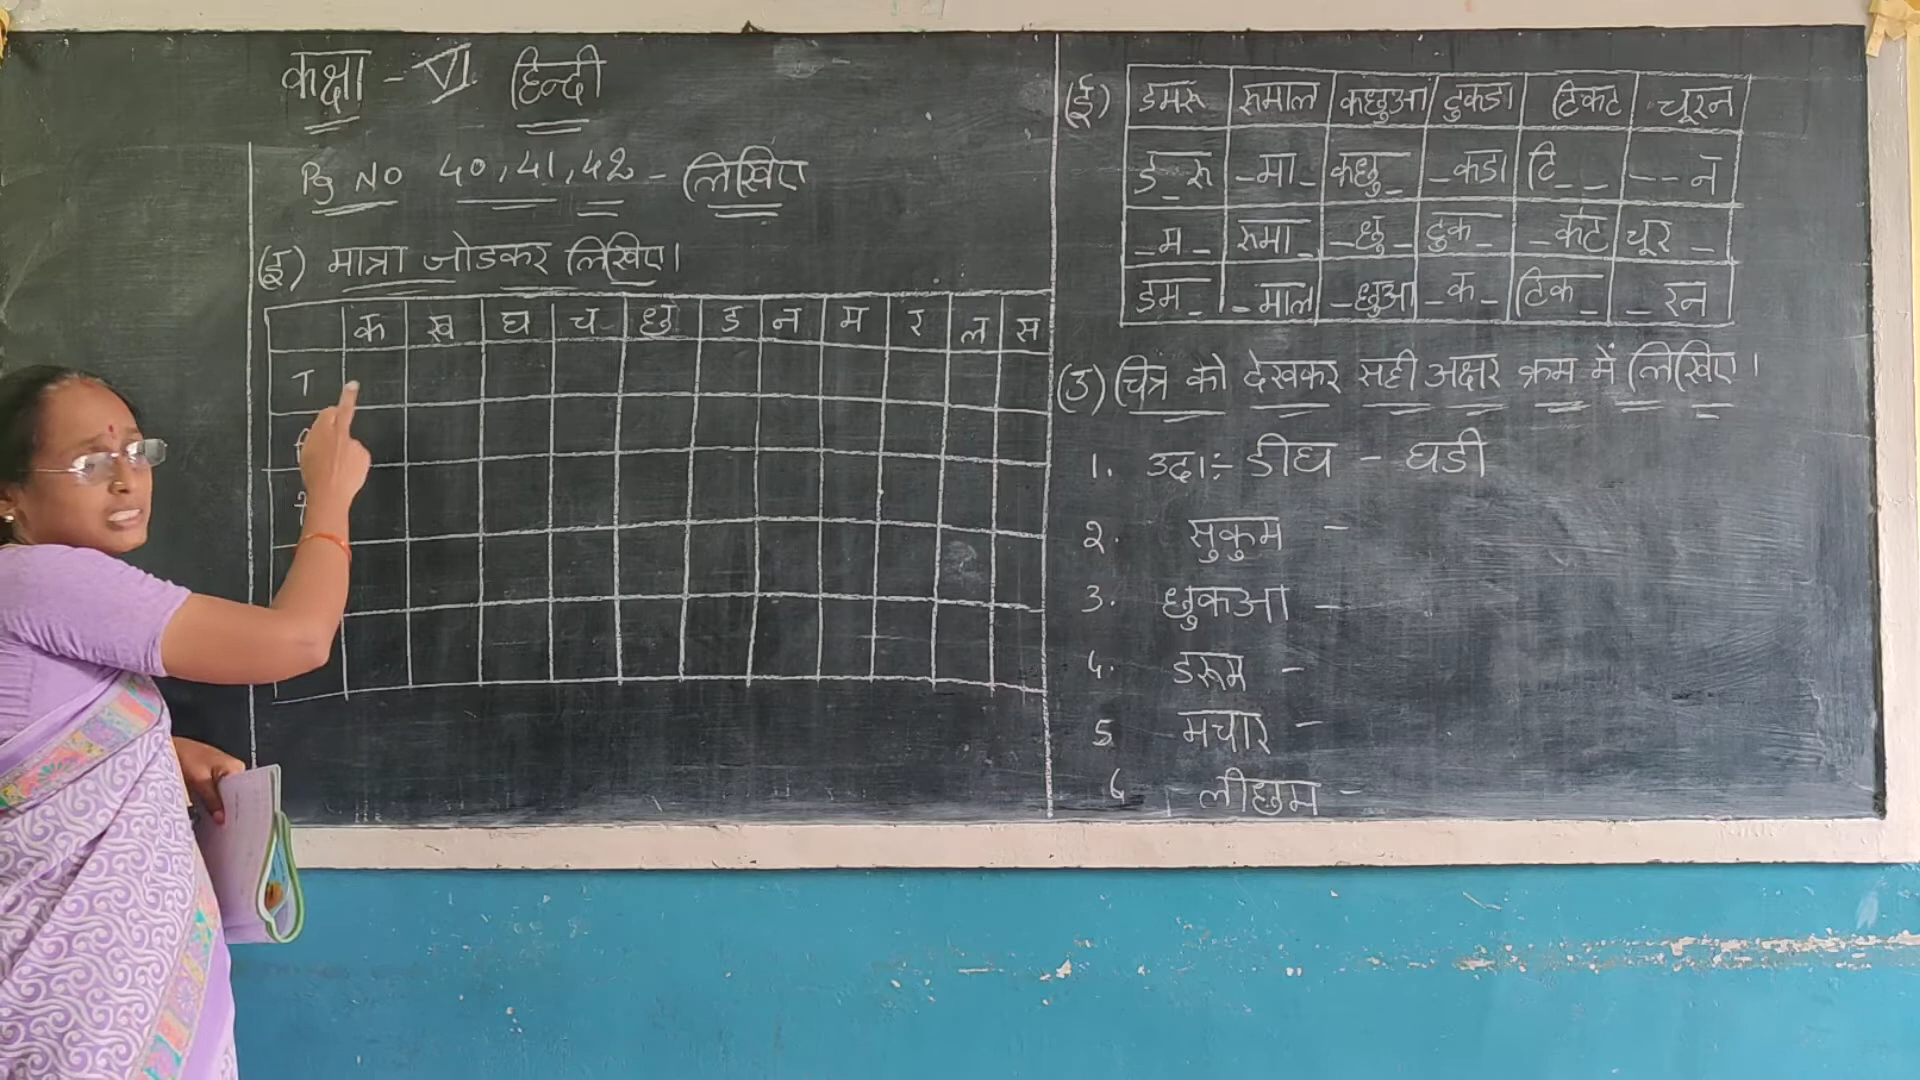 कक्षा - VI हिन्दी
Pg No 40, 41, 42 - लिखिए
(इ) मात्रा जोडकर लिखिए।
क ख घ च छ ड न म र ल स
ा
(ई) डमरू रूमाल कछुआ टुकडा टिकट चूरन
ड_रू _मा_ कछु_ _कडा टि_ _ _ _न
_म_ रूमा_ _छु_ टुक_ _कट चूर_
डम_ _माल _छुआ _क_ टिक_ _रन
(उ) चित्र को देखकर सही अक्षर क्रम में लिखिए।
1. उदा:- डीघ - घडी
2. सुकुम -
3. छुकआ -
4. डरूम -
5 मचार -
6 लीछम -